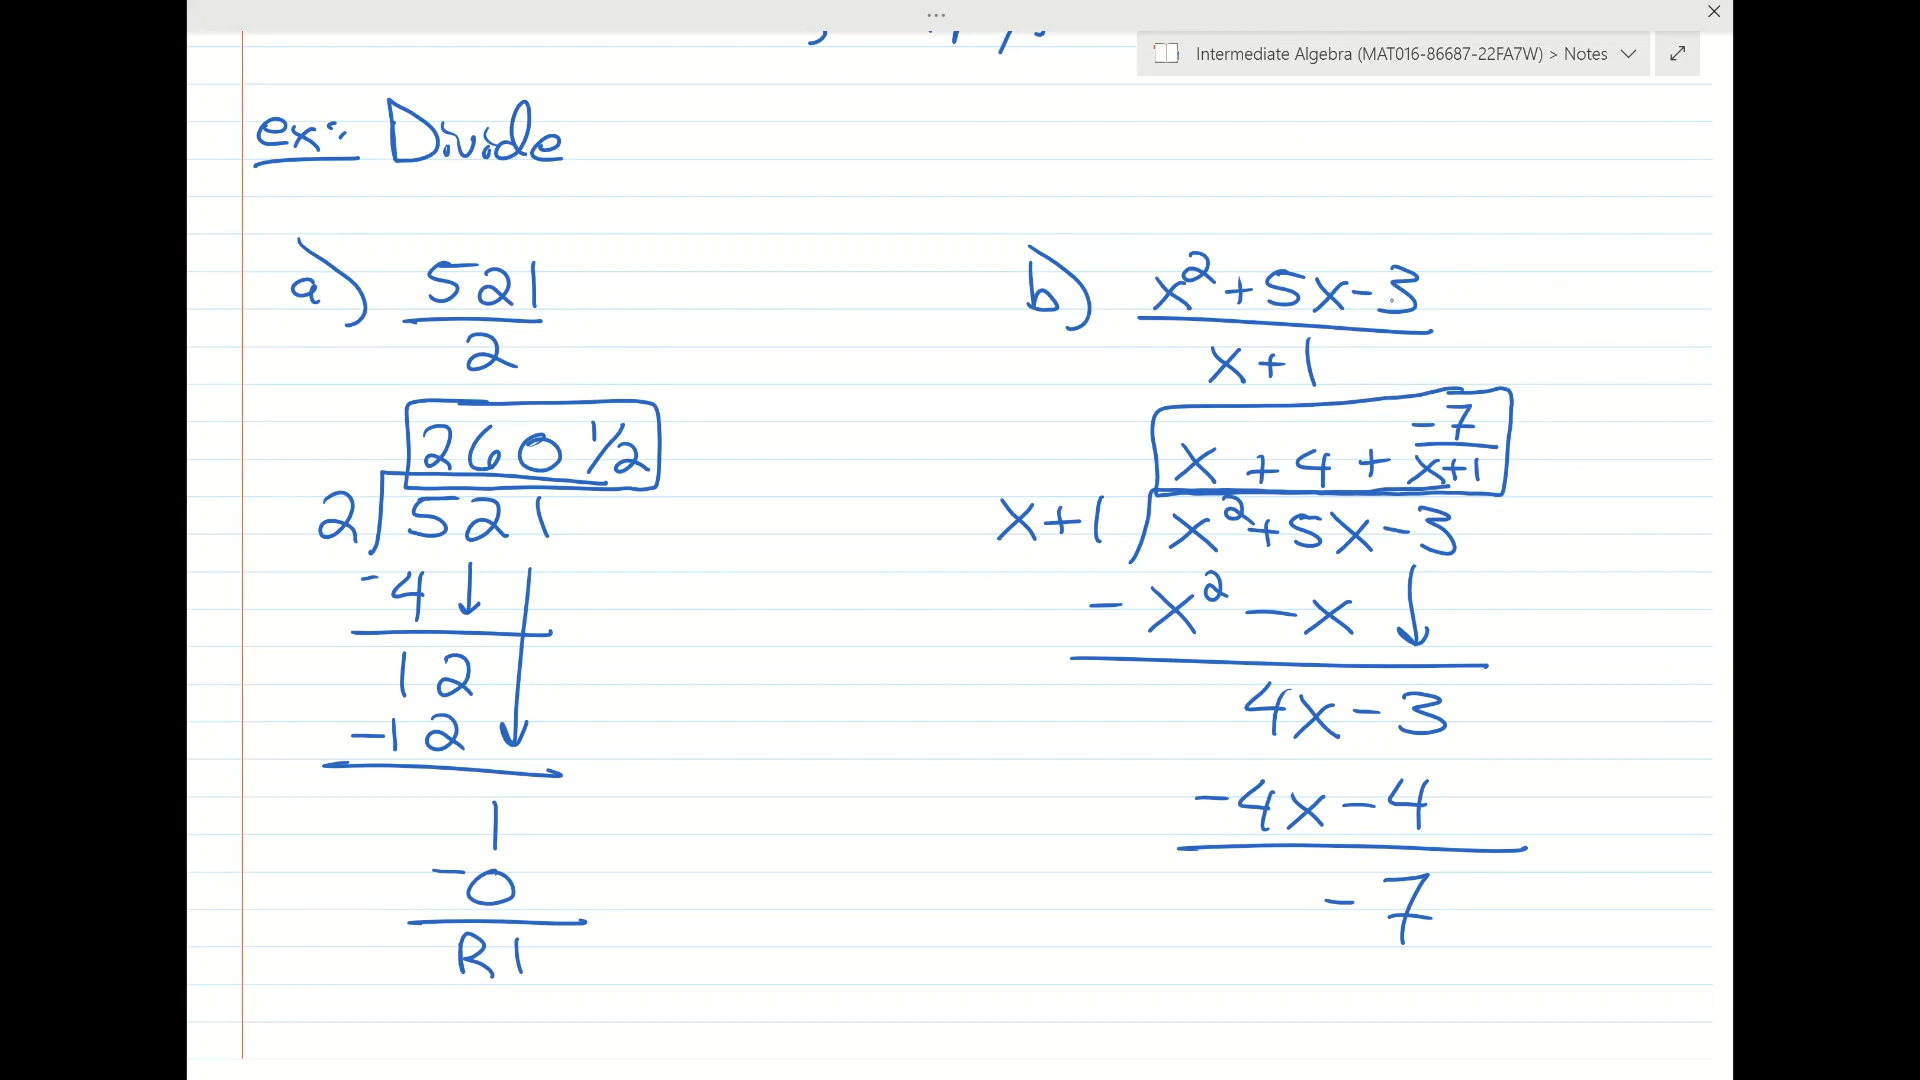 ...
Intermediate Algebra (MAT016-86687-22FA7W) > Notes
ex: Divide
a) 521
2
260 1/2
2 521
-4
12
-12
1
-0
R1
b) x²+5x-3
x+1
-7
x + 4 + x+1
x+1 x²+5x-3
- x² - x
4x-3
-4x-4
-7